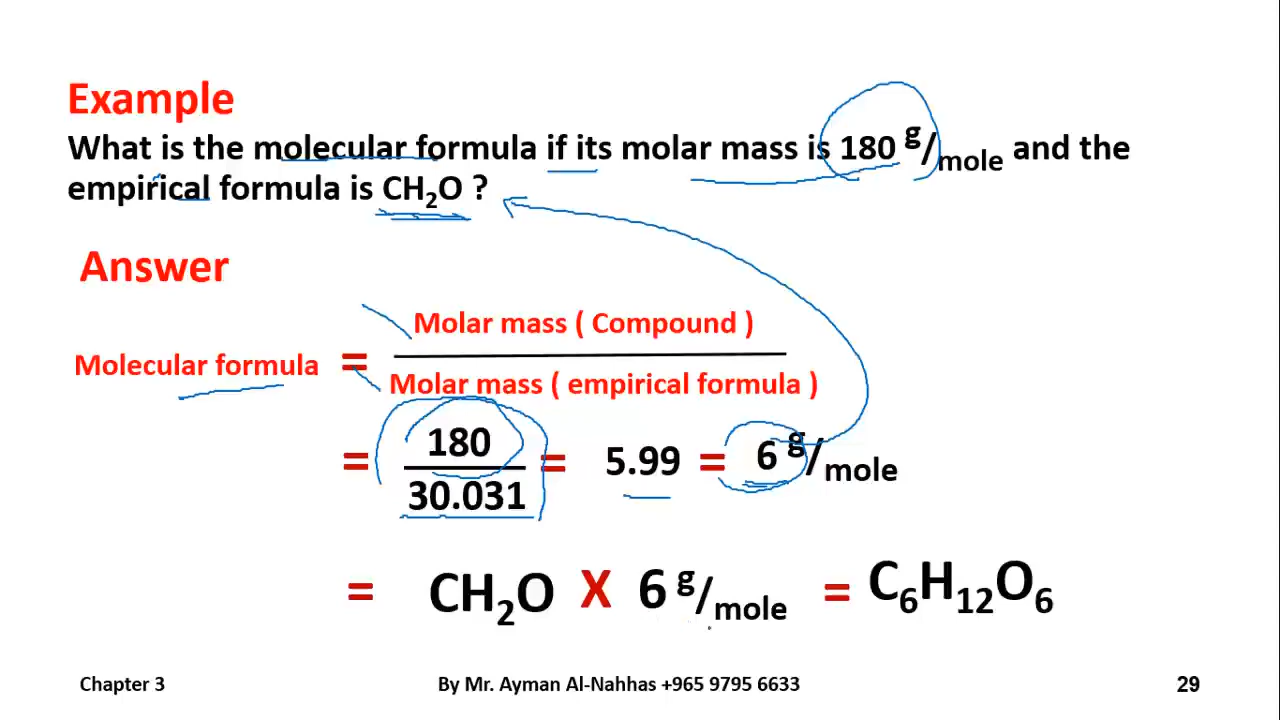 Example
What is the molecular formula if its molar mass is 180 g/mole and the
empirical formula is CH₂O ?
Answer
Molecular formula = Molar mass ( Compound )
Molar mass ( empirical formula )
= 180 / 30.031 = 5.99 = 6 g/mole
= CH₂O X 6 g/mole = C₆H₁₂O₆
Chapter 3 By Mr. Ayman Al-Nahhas +965 9795 6633 29